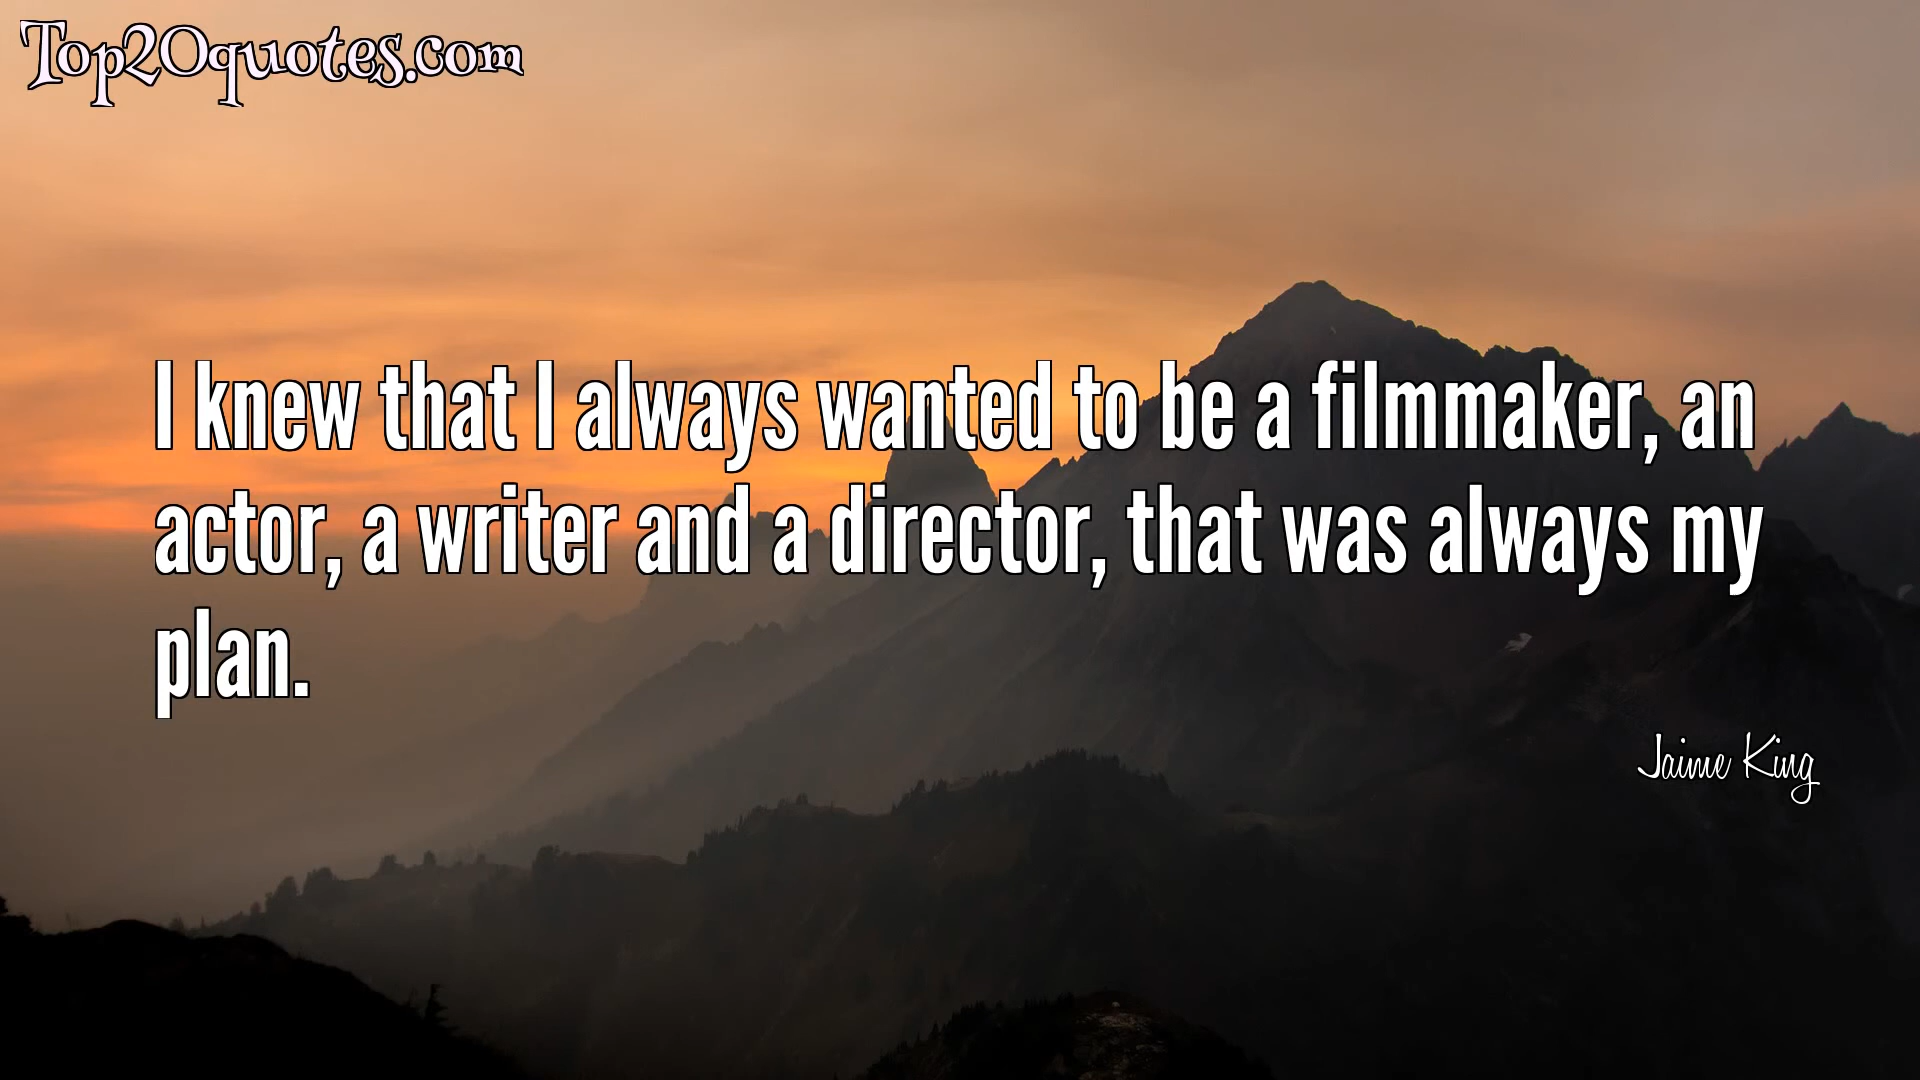 Top20quotes.com
I knew that I always wanted to be a filmmaker, an
actor, a writer and a director, that was always my
plan.
Jaime King